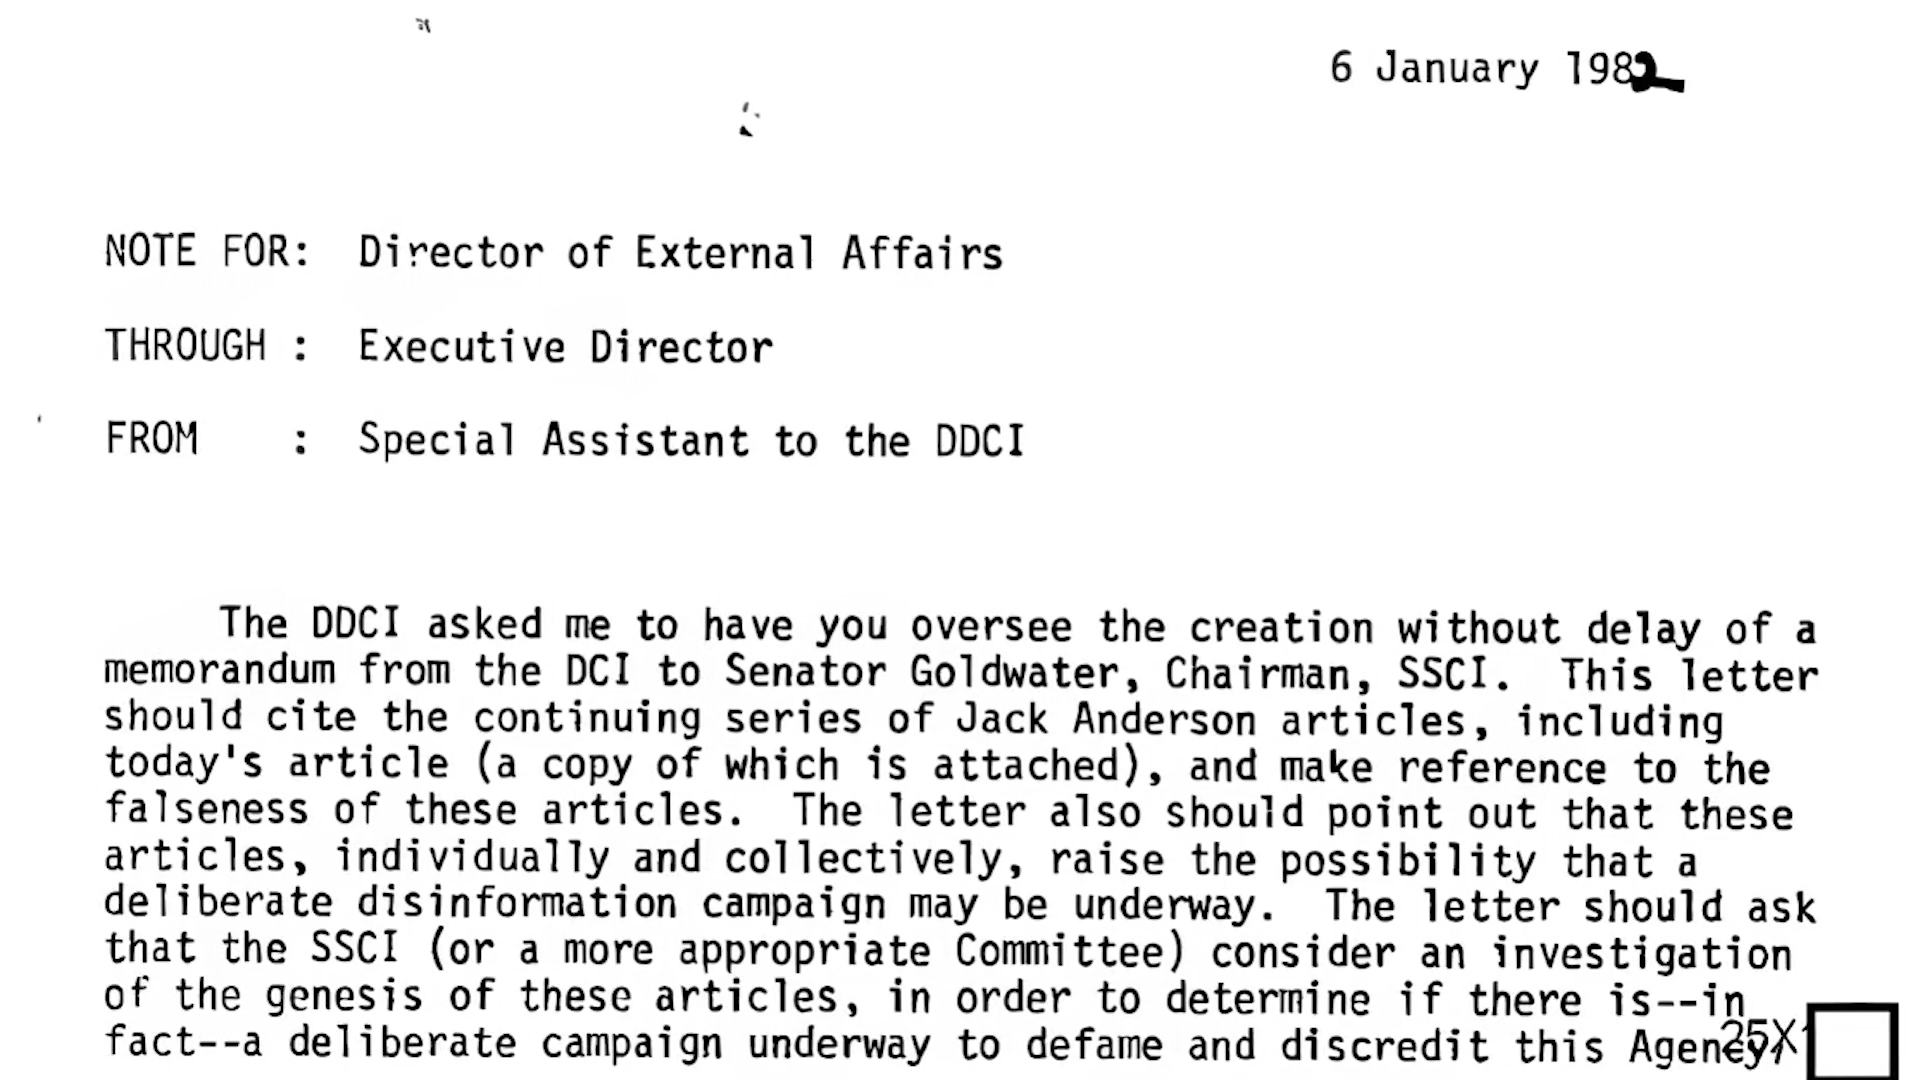 6 January 1982
NOTE FOR: Director of External Affairs
THROUGH : Executive Director
FROM : Special Assistant to the DDCI
The DDCI asked me to have you oversee the creation without delay of a
memorandum from the DCI to Senator Goldwater, Chairman, SSCI. This letter
should cite the continuing series of Jack Anderson articles, including
today's article (a copy of which is attached), and make reference to the
falseness of these articles. The letter also should point out that these
articles, individually and collectively, raise the possibility that a
deliberate disinformation campaign may be underway. The letter should ask
that the SSCI (or a more appropriate Committee) consider an investigation
of the genesis of these articles, in order to determine if there is--in
fact--a deliberate campaign underway to defame and discredit this Agency
25X1